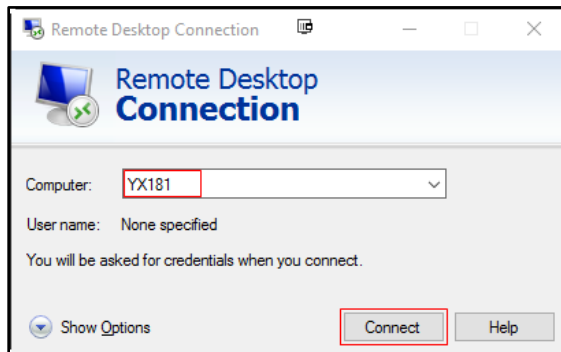 Remote Desktop Connection
Remote Desktop
Connection
Computer: YX181
User name: None specified
You will be asked for credentials when you connect.
Show Options Connect Help